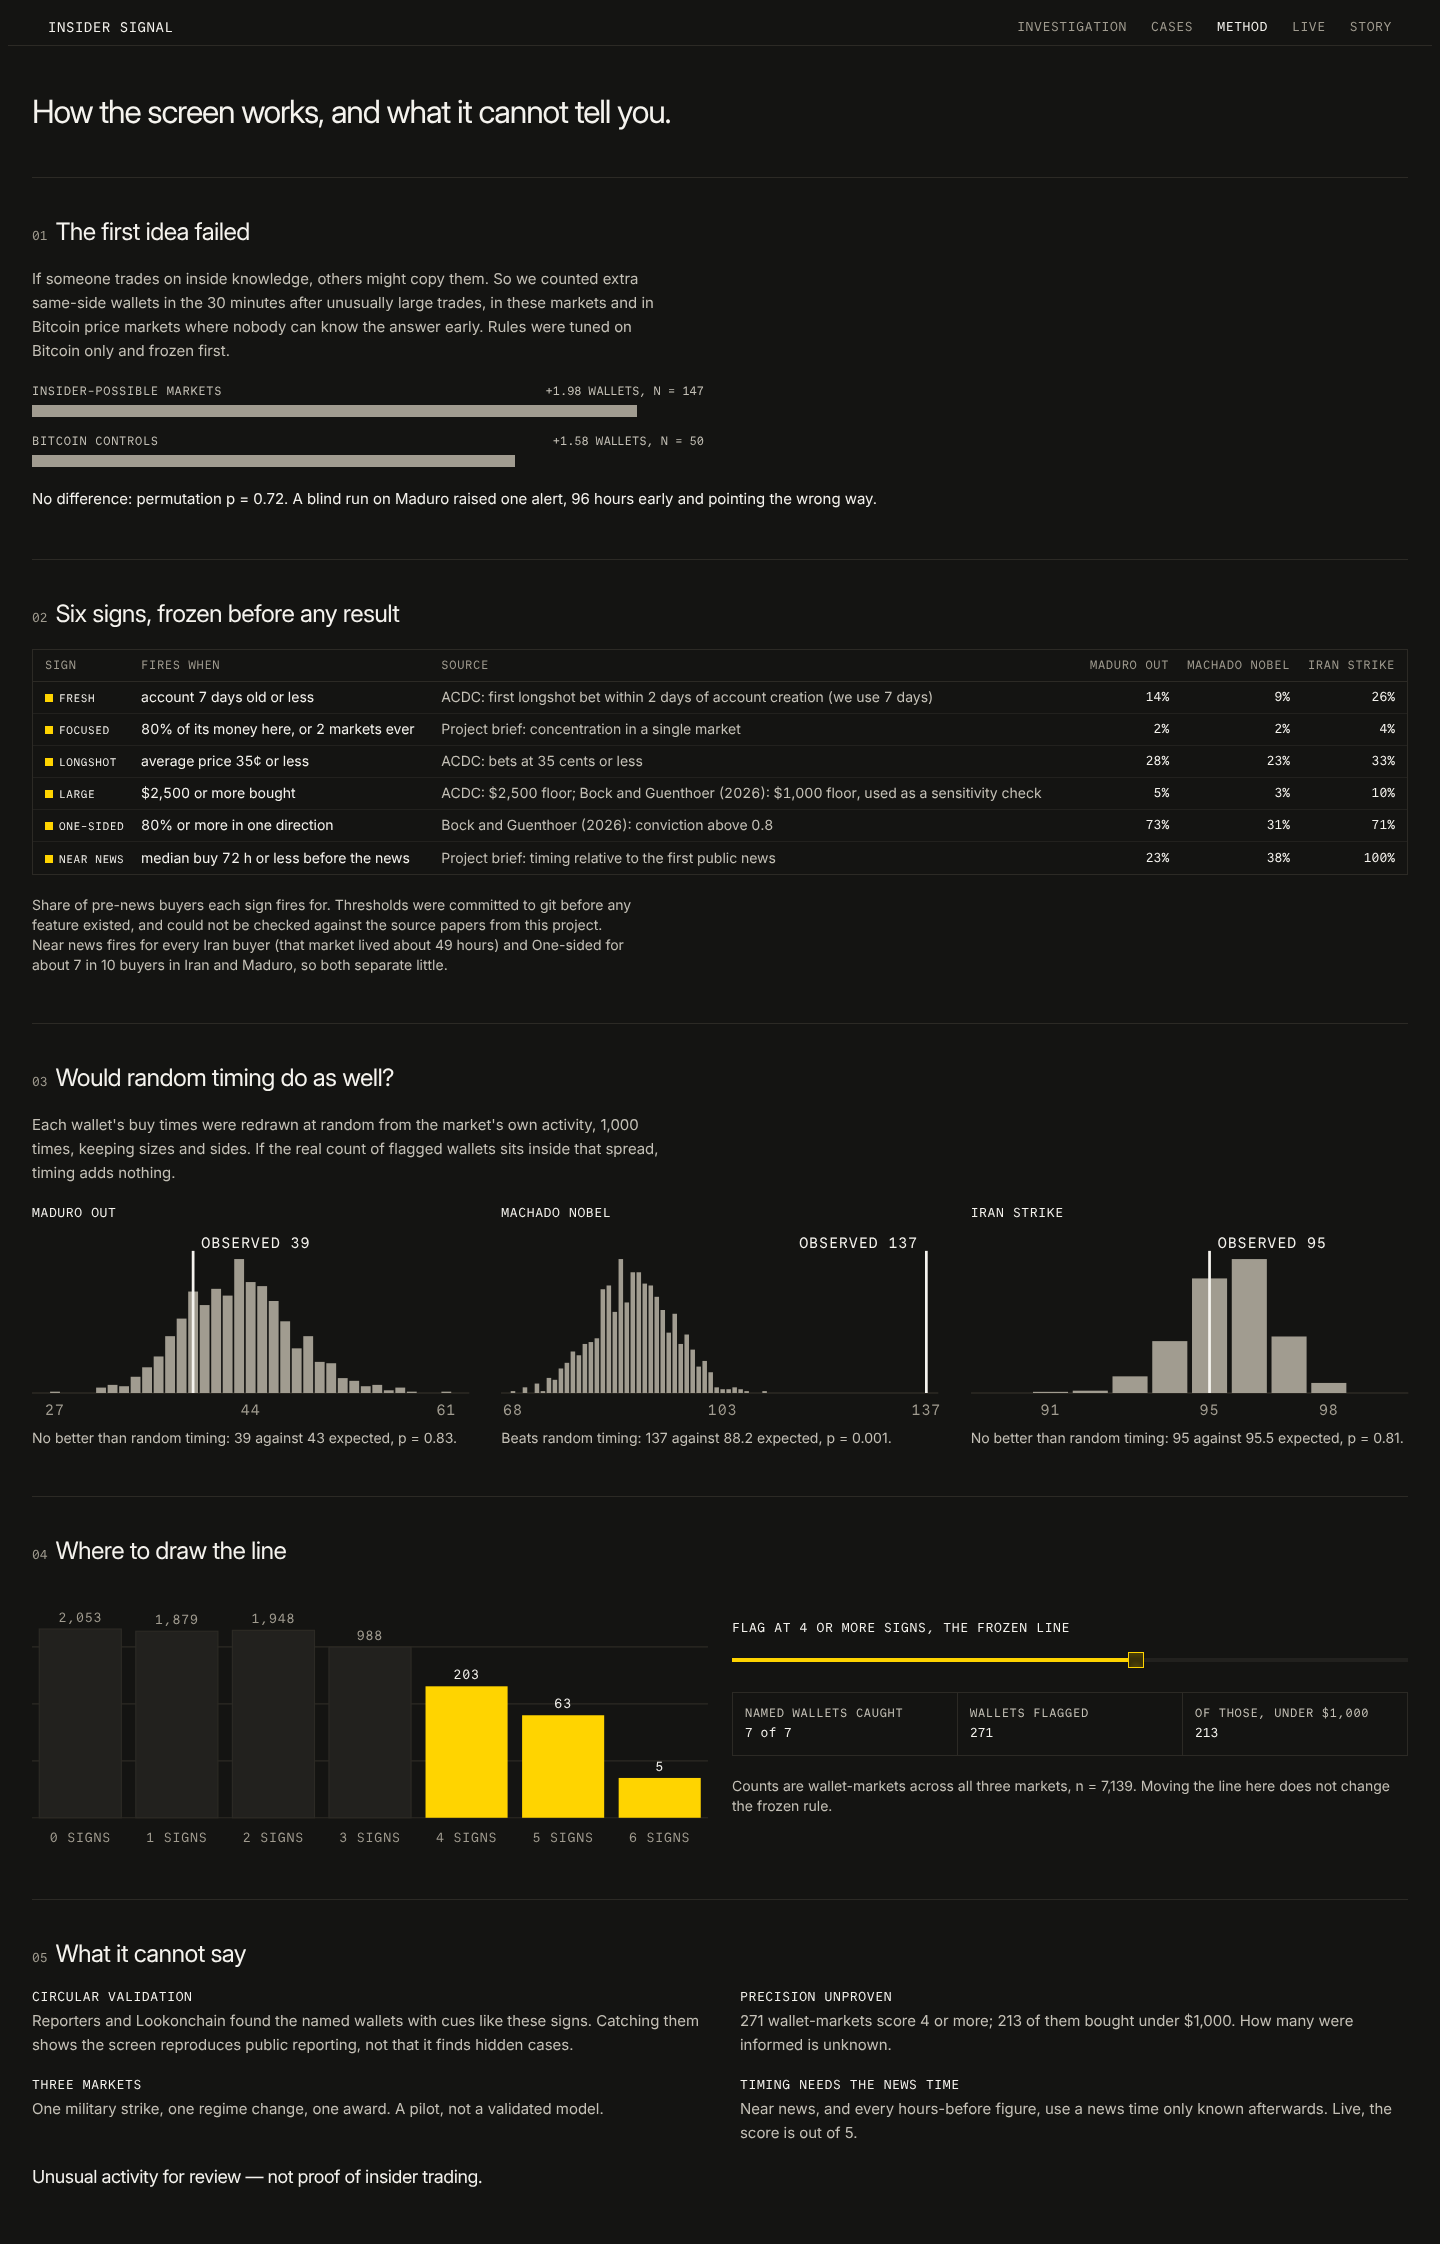 INSIDER SIGNAL
INVESTIGATION CASES METHOD LIVE STORY
How the screen works, and what it cannot tell you.
01 The first idea failed
If someone trades on inside knowledge, others might copy them. So we counted extra
same-side wallets in the 30 minutes after unusually large trades, in these markets and in
Bitcoin price markets where nobody can know the answer early. Rules were tuned on
Bitcoin only and frozen first.
INSIDER-POSSIBLE MARKETS +1.98 WALLETS, N = 147
BITCOIN CONTROLS +1.58 WALLETS, N = 50
No difference: permutation p = 0.72. A blind run on Maduro raised one alert, 96 hours early and pointing the wrong way.
02 Six signs, frozen before any result
SIGN FIRES WHEN SOURCE MADURO OUT MACHADO NOBEL IRAN STRIKE
FRESH account 7 days old or less ACDC: first longshot bet within 2 days of account creation (we use 7 days) 14% 9% 26%
FOCUSED 80% of its money here, or 2 markets ever Project brief: concentration in a single market 2% 2% 4%
LONGSHOT average price 35¢ or less ACDC: bets at 35 cents or less 28% 23% 33%
LARGE $2,500 or more bought ACDC: $2,500 floor; Bock and Guenthoer (2026): $1,000 floor, used as a sensitivity check 5% 3% 10%
ONE-SIDED 80% or more in one direction Bock and Guenthoer (2026): conviction above 0.8 73% 31% 71%
NEAR NEWS median buy 72 h or less before the news Project brief: timing relative to the first public news 23% 38% 100%
Share of pre-news buyers each sign fires for. Thresholds were committed to git before any
feature existed, and could not be checked against the source papers from this project.
Near news fires for every Iran buyer (that market lived about 49 hours) and One-sided for
about 7 in 10 buyers in Iran and Maduro, so both separate little.
03 Would random timing do as well?
Each wallet's buy times were redrawn at random from the market's own activity, 1,000
times, keeping sizes and sides. If the real count of flagged wallets sits inside that spread,
timing adds nothing.
MADURO OUT
OBSERVED 39
27 44 61
No better than random timing: 39 against 43 expected, p = 0.83.
MACHADO NOBEL
OBSERVED 137
68 103 137
Beats random timing: 137 against 88.2 expected, p = 0.001.
IRAN STRIKE
OBSERVED 95
91 95 98
No better than random timing: 95 against 95.5 expected, p = 0.81.
04 Where to draw the line
2,053 1,879 1,948 988 203 63 5
0 SIGNS 1 SIGNS 2 SIGNS 3 SIGNS 4 SIGNS 5 SIGNS 6 SIGNS
FLAG AT 4 OR MORE SIGNS, THE FROZEN LINE
NAMED WALLETS CAUGHT WALLETS FLAGGED OF THOSE, UNDER $1,000
7 of 7 271 213
Counts are wallet-markets across all three markets, n = 7,139. Moving the line here does not change
the frozen rule.
05 What it cannot say
CIRCULAR VALIDATION
Reporters and Lookonchain found the named wallets with cues like these signs. Catching them
shows the screen reproduces public reporting, not that it finds hidden cases.
PRECISION UNPROVEN
271 wallet-markets score 4 or more; 213 of them bought under $1,000. How many were
informed is unknown.
THREE MARKETS
One military strike, one regime change, one award. A pilot, not a validated model.
TIMING NEEDS THE NEWS TIME
Near news, and every hours-before figure, use a news time only known afterwards. Live, the
score is out of 5.
Unusual activity for review — not proof of insider trading.